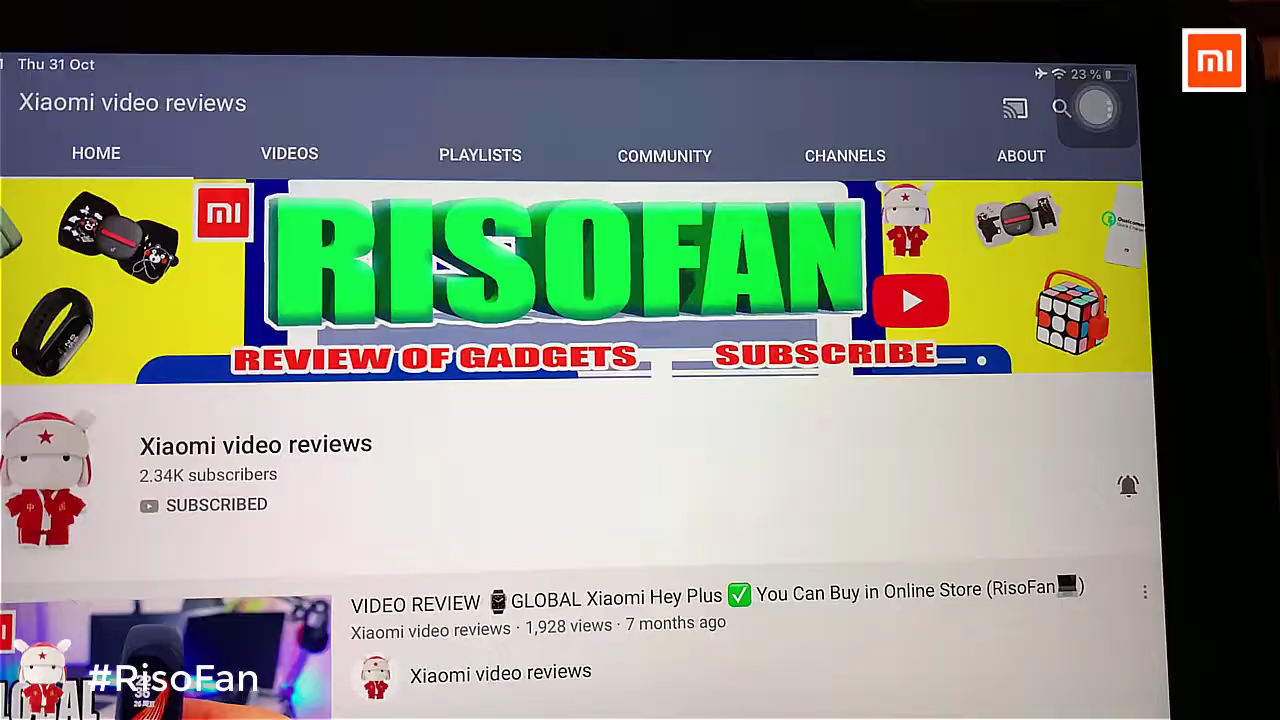 Thu 31 Oct
23 %
Xiaomi video reviews
HOME VIDEOS PLAYLISTS COMMUNITY CHANNELS ABOUT
RISOFAN
REVIEW OF GADGETS SUBSCRIBE
Xiaomi video reviews
2.34K subscribers
SUBSCRIBED
VIDEO REVIEW ⌚GLOBAL Xiaomi Hey Plus ✅ You Can Buy in Online Store (RisoFan💻)
Xiaomi video reviews · 1,928 views · 7 months ago
Xiaomi video reviews
#RisoFan